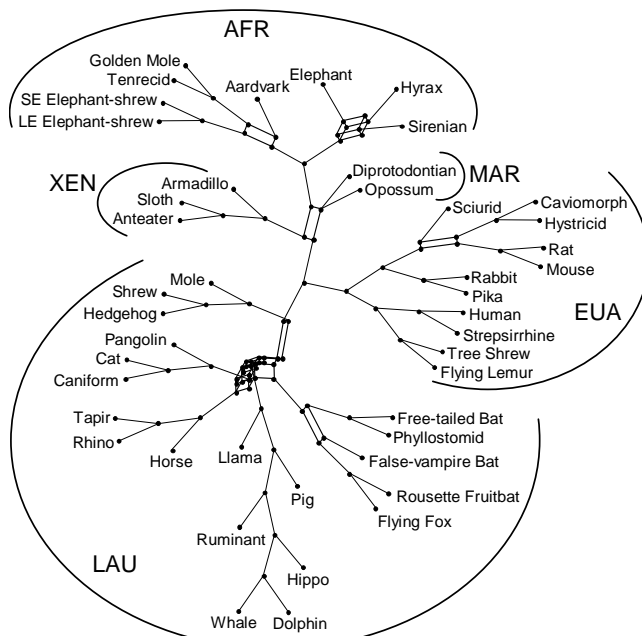 AFR
Golden Mole
Tenrecid
Aardvark
Elephant
Hyrax
SE Elephant-shrew
LE Elephant-shrew
Sirenian
XEN
Armadillo
Sloth
Anteater
Diprotodontian
Opossum
MAR
Sciurid
Caviomorph
Hystricid
Rat
Mouse
Rabbit
Pika
Human
Strepsirrhine
Tree Shrew
Flying Lemur
EUA
Mole
Shrew
Hedgehog
Pangolin
Cat
Caniform
Tapir
Rhino
Horse
Llama
Pig
Free-tailed Bat
Phyllostomid
False-vampire Bat
Rousette Fruitbat
Flying Fox
Ruminant
LAU
Hippo
Whale
Dolphin